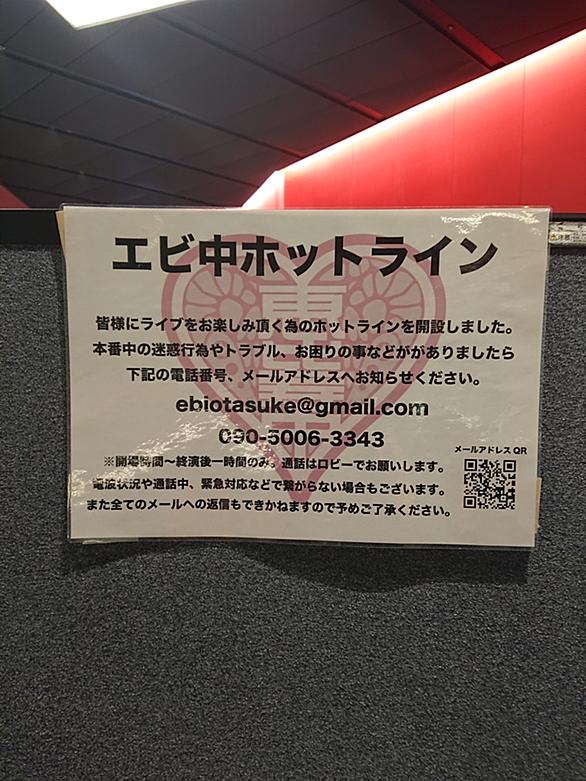 エビ中ホットライン
皆様にライブをお楽しみ頂く為のホットラインを開設しました。
本番中の迷惑行為やトラブル、お困りの事などがありましたら
下記の電話番号、メールアドレスへお知らせください。
ebiotasuke@gmail.com
090-5006-3343
メールアドレスQR
※開場時間～終演後一時間のみ。通話はロビーでお願いします。
電波状況や通話中、緊急対応などで繋がらない場合もございます。
また全てのメールへの返信もできかねますので予めご了承ください。